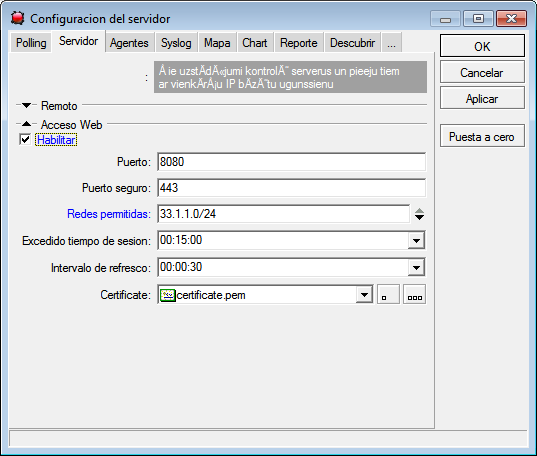 Configuracion del servidor
Polling
Servidor
Agentes
Syslog
Mapa
Chart
Reporte
Descubrir
...
OK
Cancelar
Aplicar
Puesta a cero
:
Å ie uzstÄdÄ«jumi kontrolÄ“ serverus un pieeju tiem
ar vienkÄrÅ¡u IP bÄzÄ“tu ugunssienu
Remoto
Acceso Web
Habilitar
Puerto: 8080
Puerto seguro: 443
Redes permitidas: 33.1.1.0/24
Excedido tiempo de sesion: 00:15:00
Intervalo de refresco: 00:00:30
Certificate: certificate.pem